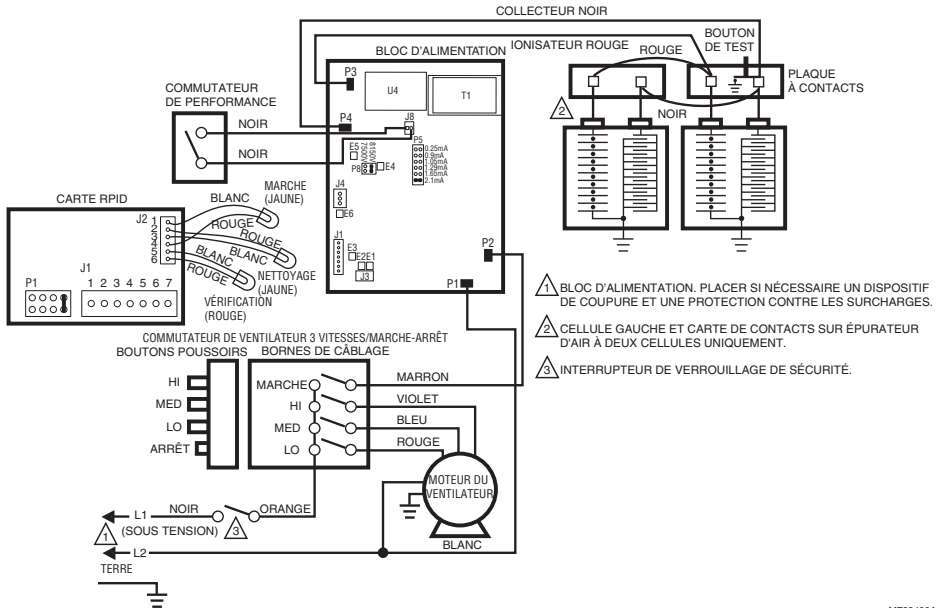 COLLECTEUR NOIR
BLOC D'ALIMENTATION
IONISATEUR ROUGE
ROUGE
BOUTON
DE TEST
PLAQUE
À CONTACTS
2
NOIR
COMMUTATEUR
DE PERFORMANCE
NOIR
NOIR
P3
P4
U4
T1
J8
P5
0.25mA
0.9mA
1.05mA
1.29mA
1.65mA
2.1mA
E5
8150V
7500V
P8
E4
J4
E6
J1
E3
E2E1
J3
P2
P1
CARTE RPID
J2
1
2
3
4
5
6
BLANC
ROUGE
MARCHE
(JAUNE)
ROUGE
BLANC
NETTOYAGE
(JAUNE)
BLANC
ROUGE
VÉRIFICATION
(ROUGE)
P1
J1
1 2 3 4 5 6 7
1 BLOC D'ALIMENTATION. PLACER SI NÉCESSAIRE UN DISPOSITIF
DE COUPURE ET UNE PROTECTION CONTRE LES SURCHARGES.
2 CELLULE GAUCHE ET CARTE DE CONTACTS SUR ÉPURATEUR
D'AIR À DEUX CELLULES UNIQUEMENT.
3 INTERRUPTEUR DE VERROUILLAGE DE SÉCURITÉ.
COMMUTATEUR DE VENTILATEUR 3 VITESSES/MARCHE-ARRÊT
BOUTONS POUSSOIRS
BORNES DE CÂBLAGE
HI
MED
LO
ARRÊT
MARCHE
HI
MED
LO
MARRON
VIOLET
BLEU
ROUGE
MOTEUR DU
VENTILATEUR
BLANC
L1
NOIR
ORANGE
(SOUS TENSION)
1
3
L2
TERRE